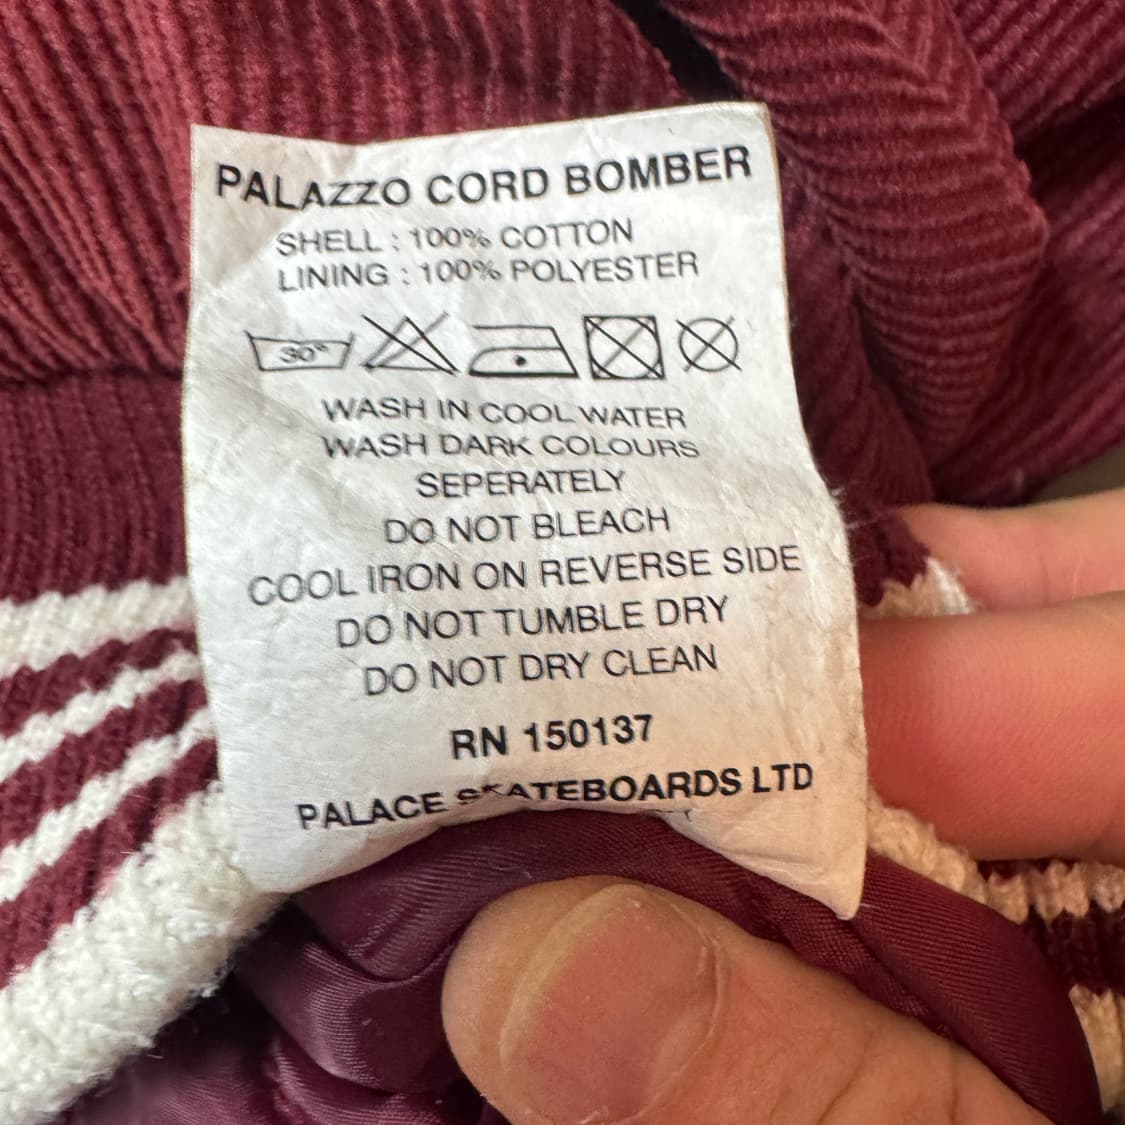 PALAZZO CORD BOMBER
SHELL : 100% COTTON
LINING : 100% POLYESTER
30°
WASH IN COOL WATER
WASH DARK COLOURS
SEPERATELY
DO NOT BLEACH
COOL IRON ON REVERSE SIDE
DO NOT TUMBLE DRY
DO NOT DRY CLEAN
RN 150137
PALACE SKATEBOARDS LTD